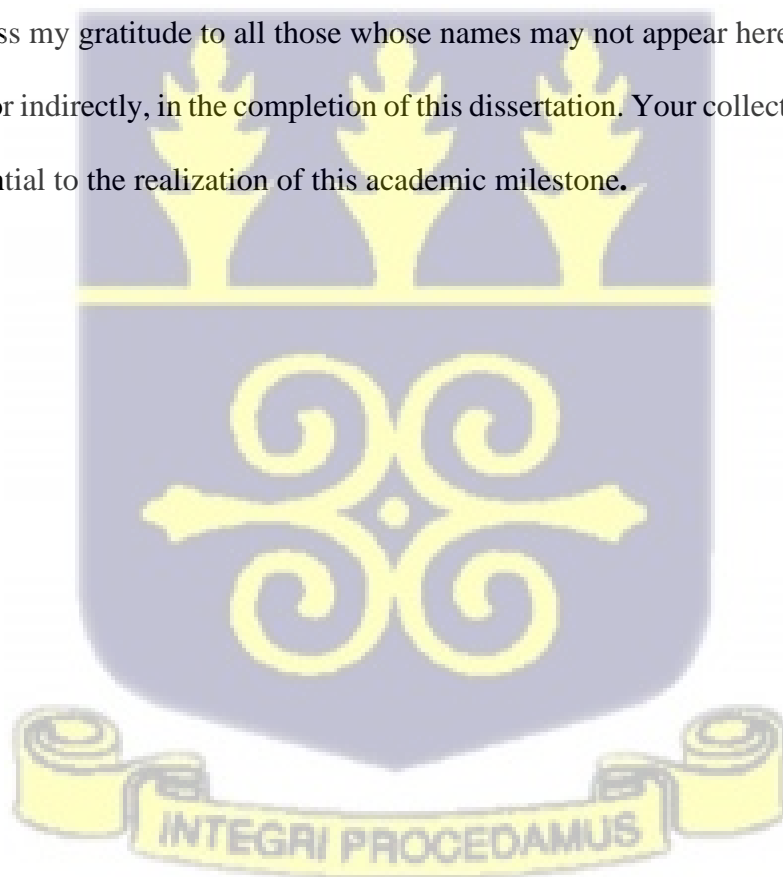 ss my gratitude to all those whose names may not appear here
or indirectly, in the completion of this dissertation. Your collect
ntial to the realization of this academic milestone.
INTEGRI PROCEDAMUS